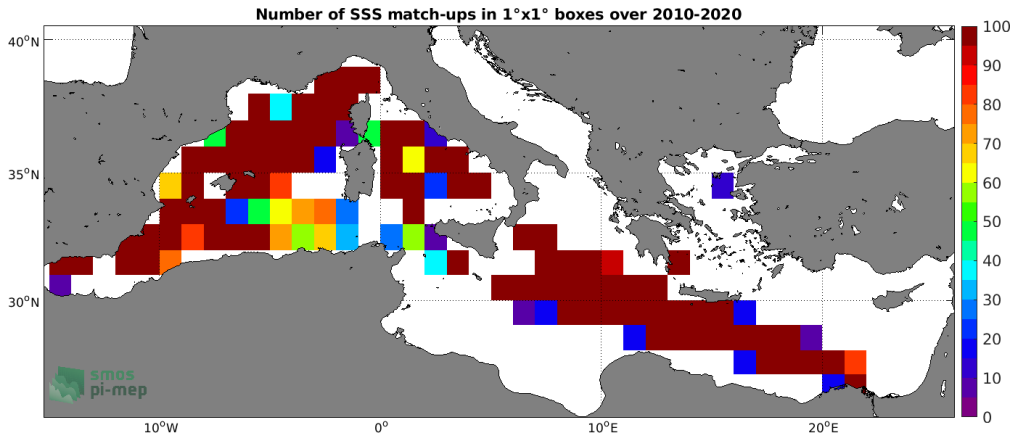 Number of SSS match-ups in 1°x1° boxes over 2010-2020
40°N
35°N
30°N
10°W
0°
10°E
20°E
100
90
80
70
60
50
40
30
20
10
0
smos
pi-mep